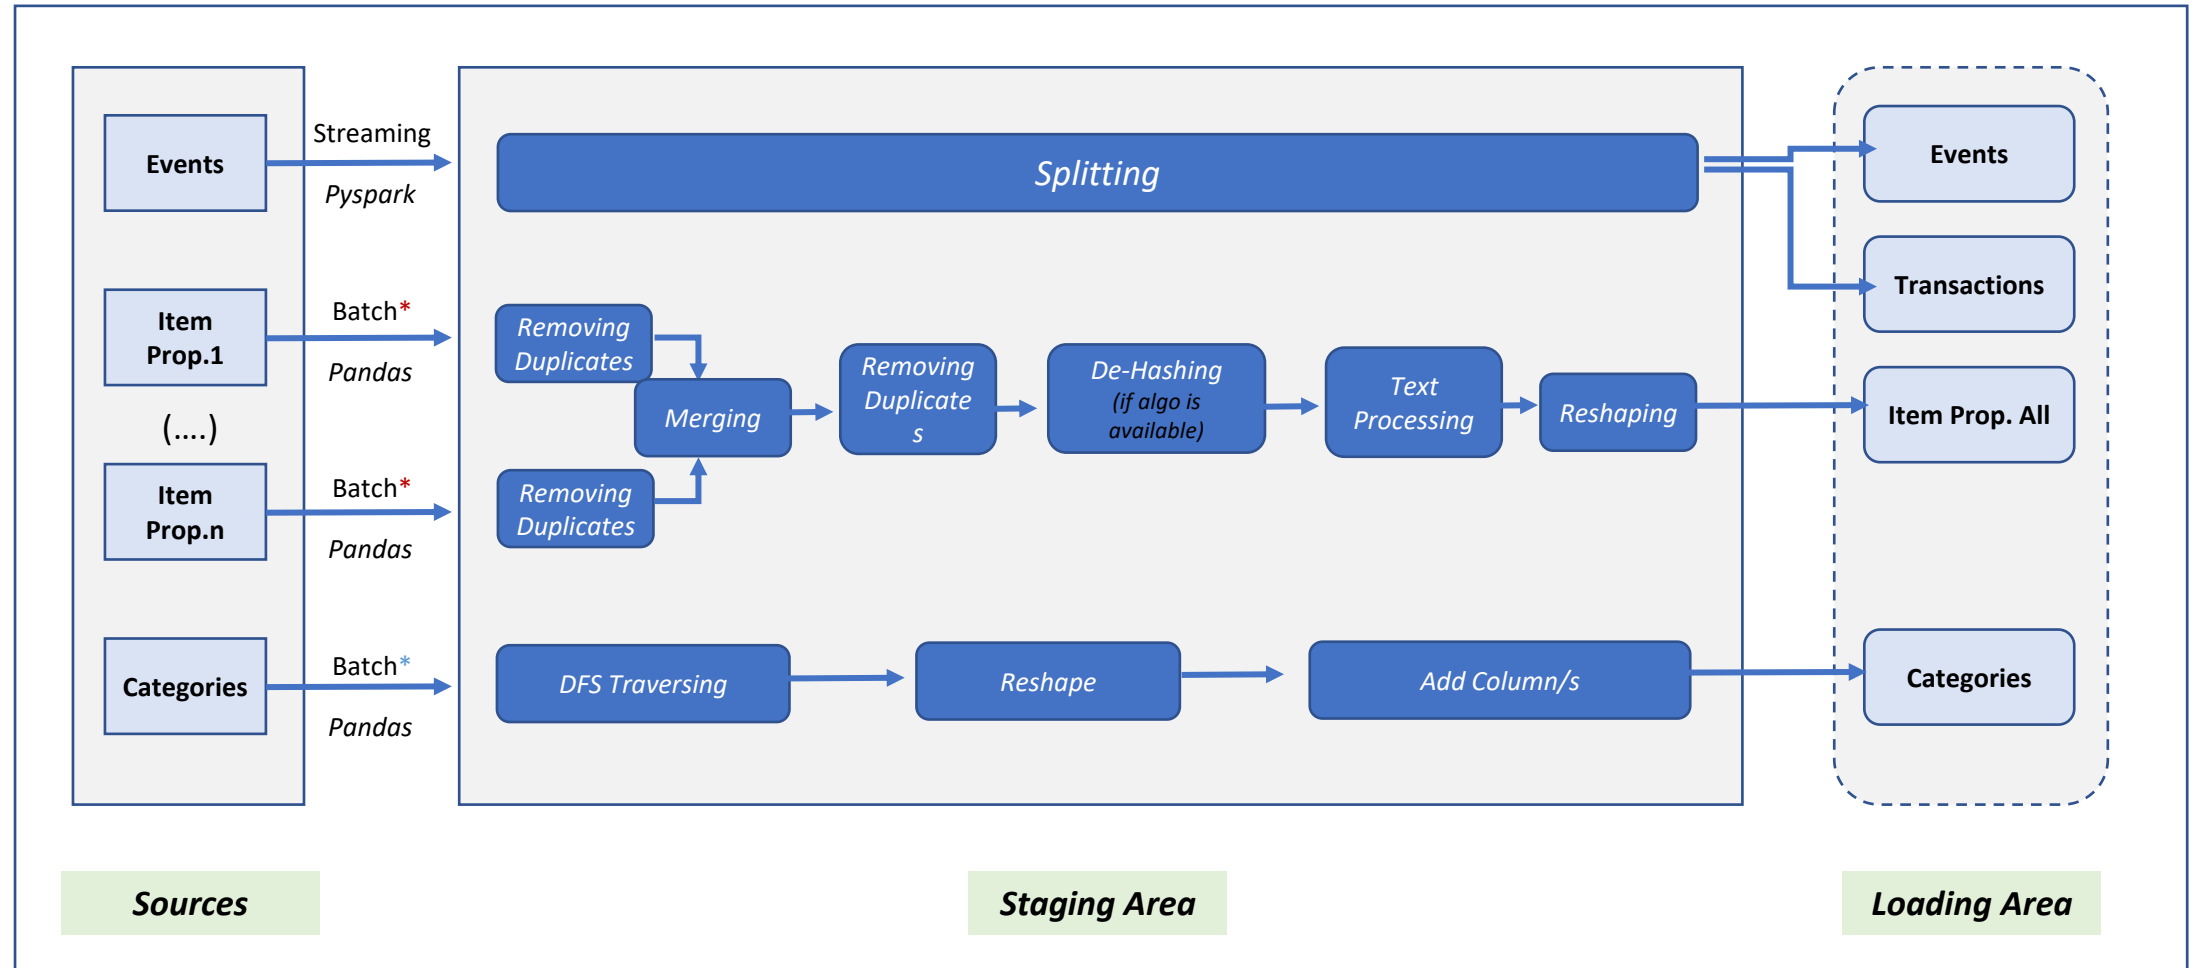 Events
Streaming
Pyspark
Splitting
Events
Transactions
Item
Prop.1
Batch*
Pandas
(....)
Item
Prop.n
Batch*
Pandas
Removing
Duplicates
Merging
Removing
Duplicates
Removing
Duplicate
s
De-Hashing
(if algo is
available)
Text
Processing
Reshaping
Item Prop. All
Categories
Batch*
Pandas
DFS Traversing
Reshape
Add Column/s
Categories
Sources
Staging Area
Loading Area